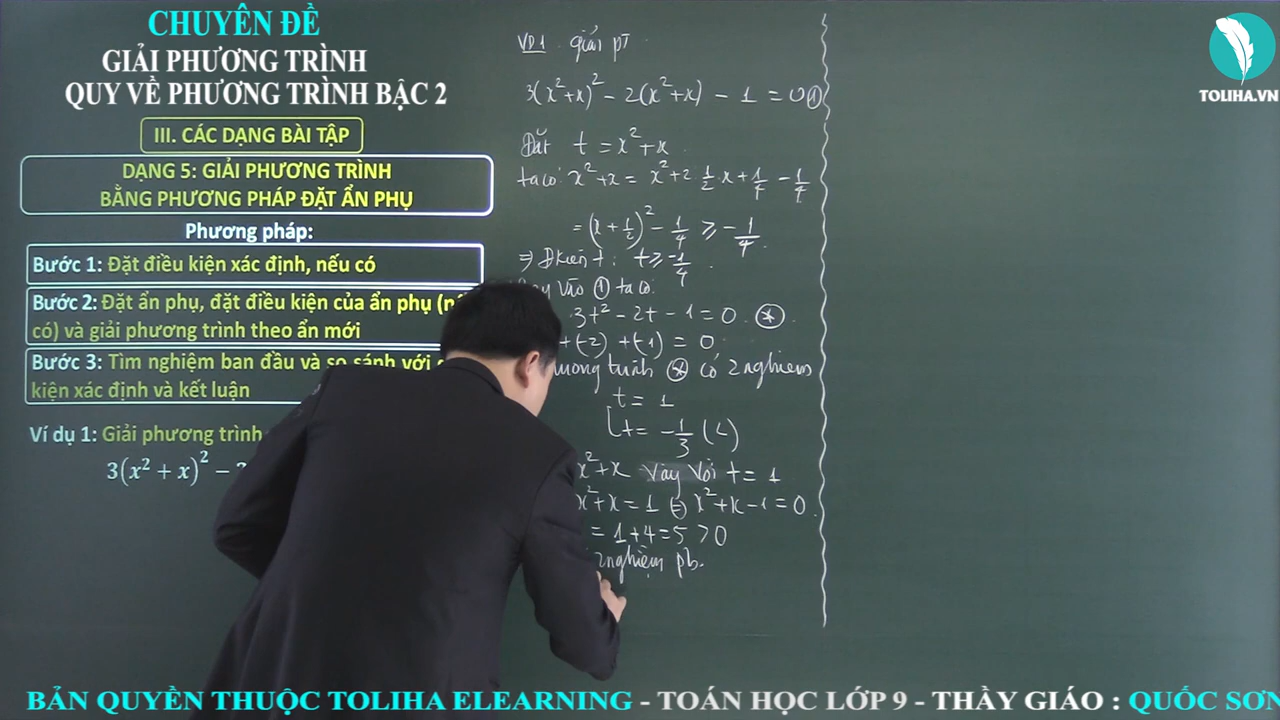 CHUYÊN ĐỀ
GIẢI PHƯƠNG TRÌNH
QUY VỀ PHƯƠNG TRÌNH BẬC 2
III. CÁC DẠNG BÀI TẬP
DẠNG 5: GIẢI PHƯƠNG TRÌNH
BẰNG PHƯƠNG PHÁP ĐẶT ẨN PHỤ
Phương pháp:
Bước 1: Đặt điều kiện xác định, nếu có
Bước 2: Đặt ẩn phụ, đặt điều kiện của ẩn phụ
có) và giải phương trình theo ẩn mới
Bước 3: Tìm nghiệm ban đầu và so sánh với
kiện xác định và kết luận
Ví dụ 1: Giải phương trình
3(x² + x)² −
VD1. giải pT
3(x²+x)² − 2(x²+x) − 1 = 0 ①
Đặt t = x²+x
ta có: x²+x = x²+2 1/2.x + 1/4 − 1/4
= (x + 1/2)² − 1/4 ≥ −1/4
⇒ Đkiện t: t ≥ −1/4
vào ① ta có:
3t² − 2t − 1 = 0 (*)
+(−2) + (−1) = 0
trình (*) có 2 nghiệm
t = 1
t = −1/3 (L)
x²+x Vậy với t = 1
x²+x = 1 ⇔ x²+x−1 = 0
= 1+4 = 5 > 0
2 nghiệm pb.
TOLIHA.VN
BẢN QUYỀN THUỘC TOLIHA ELEARNING - TOÁN HỌC LỚP 9 - THẦY GIÁO : QUỐC SƠN